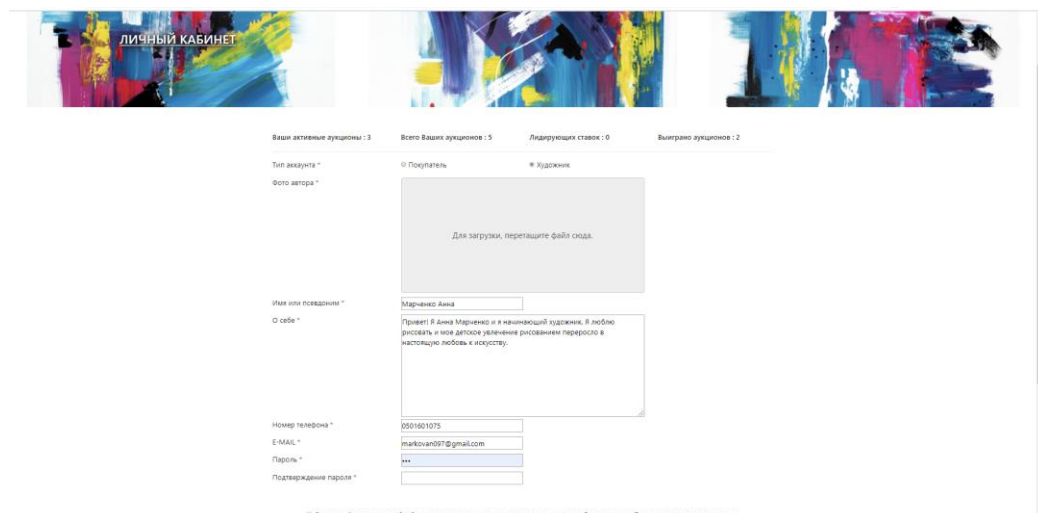 ЛИЧНЫЙ КАБИНЕТ
Ваши активные аукционы : 3 Всего Ваших аукционов : 5 Лидирующих ставок : 0 Выиграно аукционов : 2
Тип аккаунта * Покупатель Художник
Фото автора *
Для загрузки, перетащите файл сюда.
Имя или псевдоним * Марченко Анна
О себе * Привет! Я Анна Марченко и я начинающий художник. Я люблю
рисовать и мое детское увлечение рисованием переросло в
настоящую любовь к искусству.
Номер телефона * 0501601075
E-MAIL * markovan097@gmail.com
Пароль * •••
Подтверждение пароля *